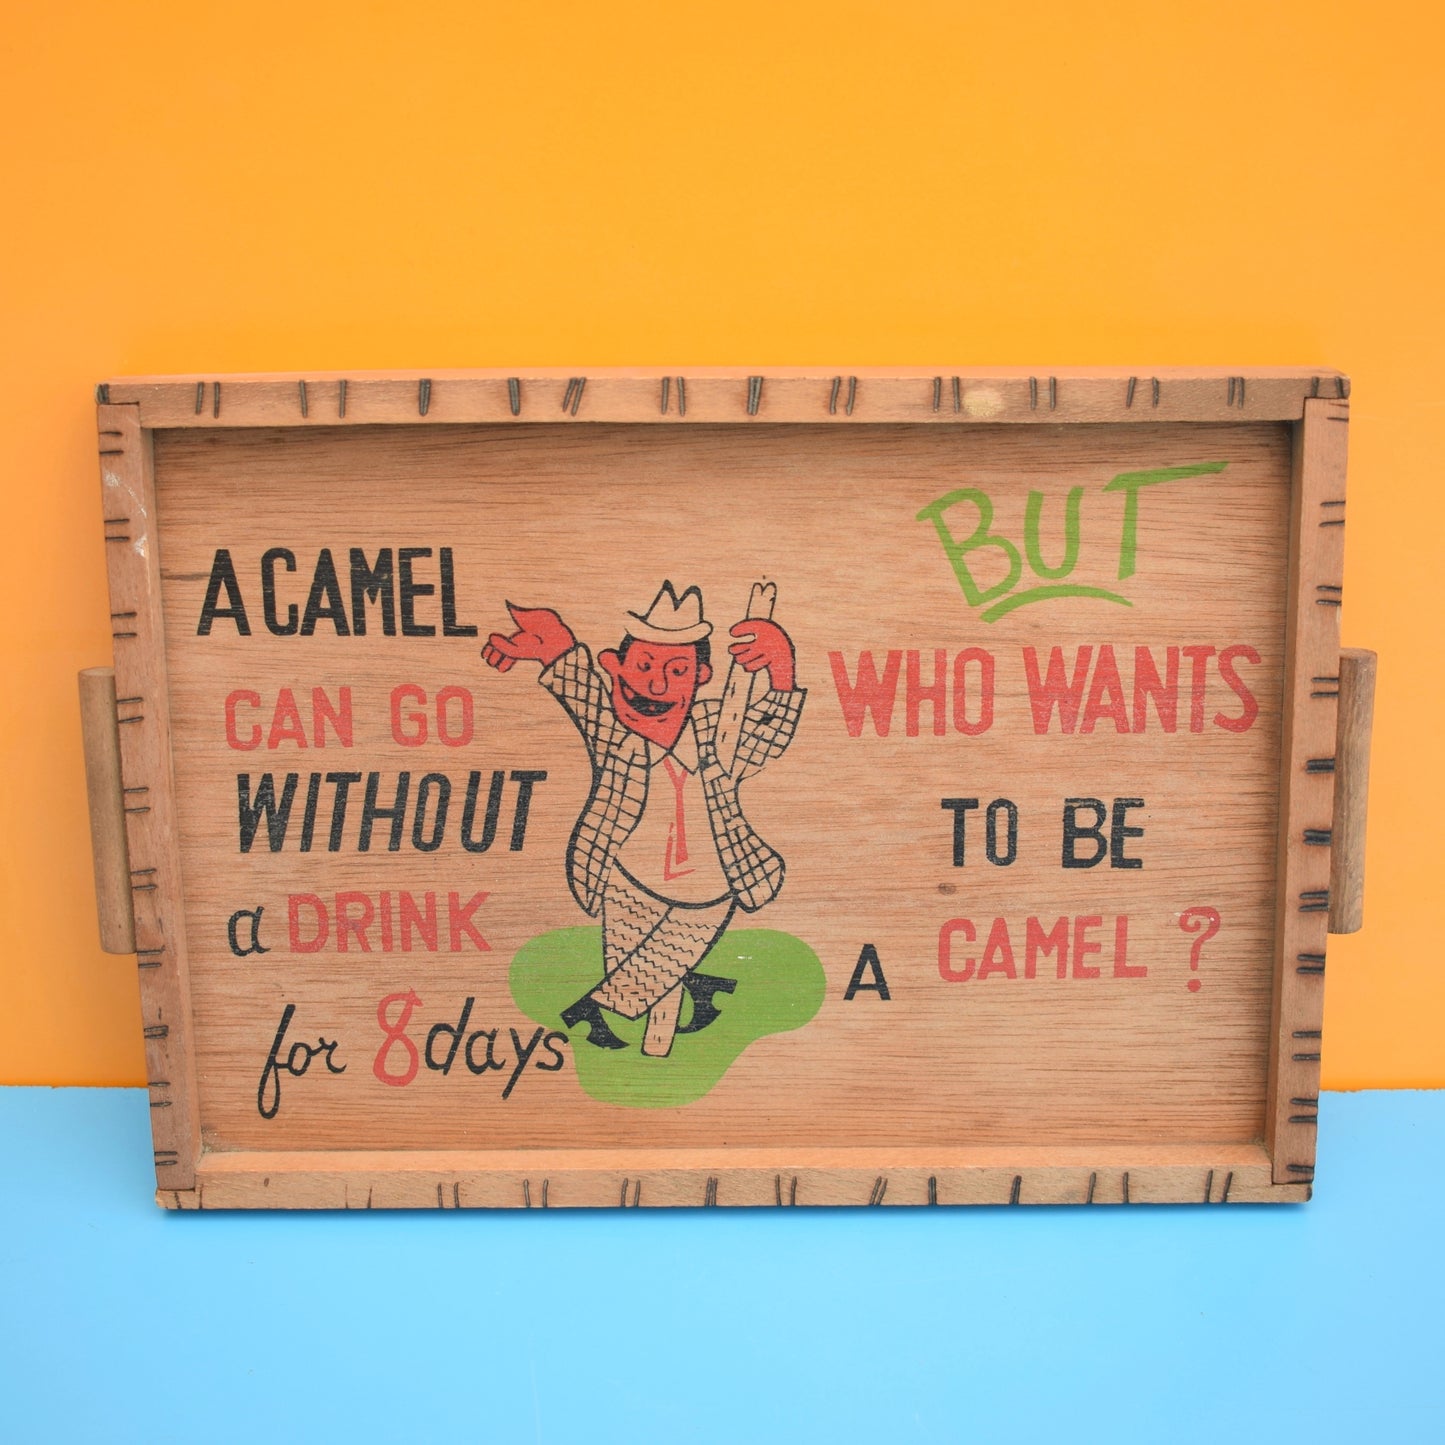 A CAMEL
CAN GO
WITHOUT
a DRINK
for 8 days
BUT
WHO WANTS
TO BE
A CAMEL ?